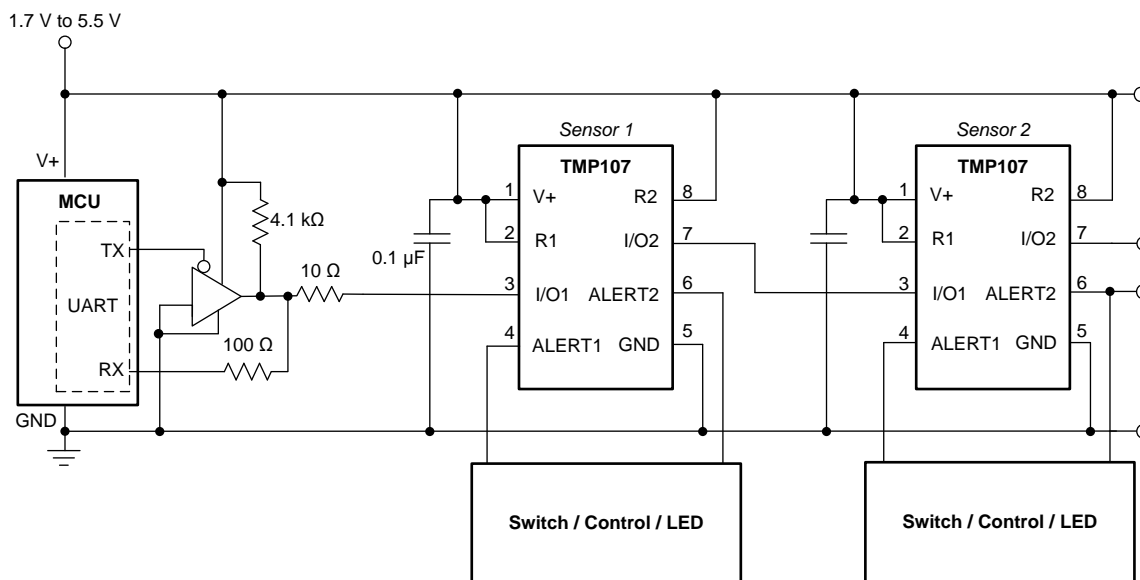 1.7 V to 5.5 V
V+
MCU
TX
UART
RX
GND
4.1 kΩ
10 Ω
100 Ω
0.1 µF
Sensor 1
TMP107
1
V+
R2
8
2
R1
I/O2
7
3
I/O1
ALERT2
6
4
ALERT1
GND
5
Switch / Control / LED
Sensor 2
TMP107
1
V+
R2
8
2
R1
I/O2
7
3
I/O1
ALERT2
6
4
ALERT1
GND
5
Switch / Control / LED